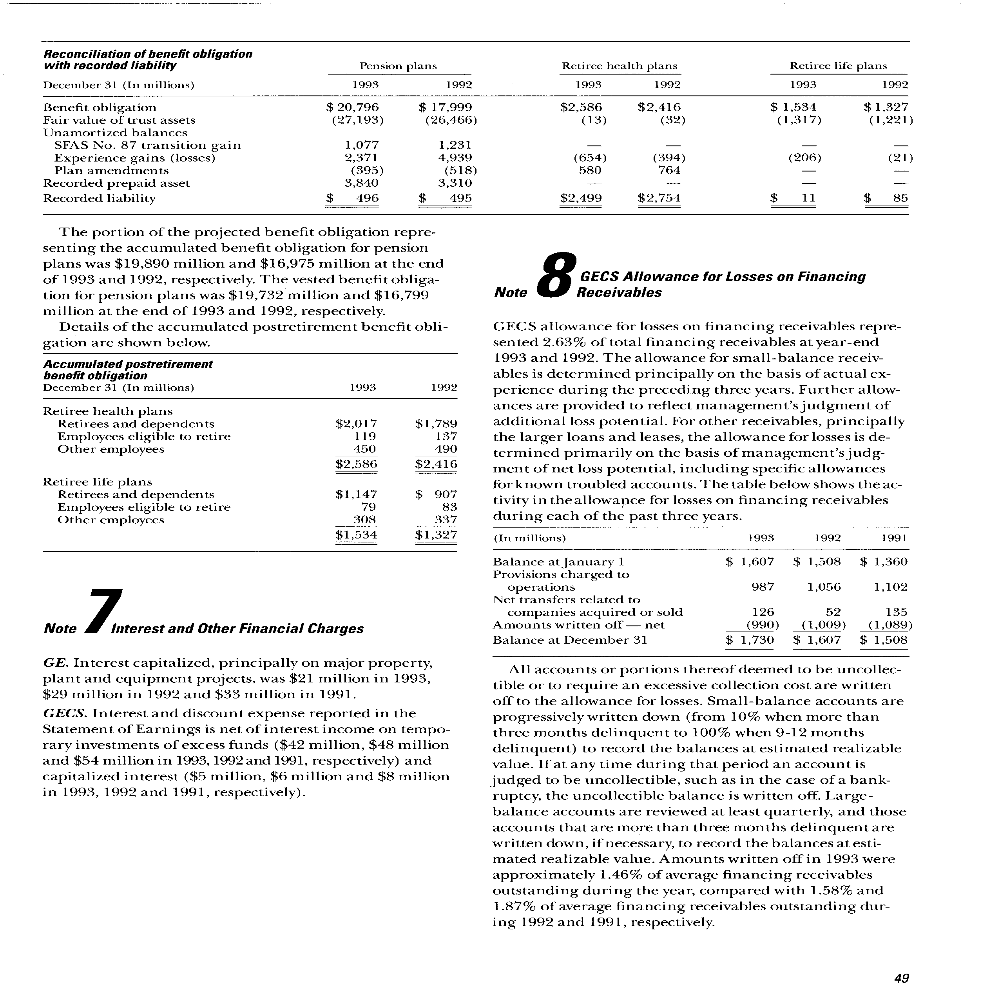 Reconciliation of benefit obligation
with recorded liability Pension plans Retiree health plans Retiree life plans
December 31 (In millions) 1993 1992 1993 1992 1993 1992
Benefit obligation $ 20,796 $ 17,999 $2,586 $2,416 $ 1,534 $ 1,327
Fair value of trust assets (27,193) (26,466) (13) (32) (1,317) (1,221)
Unamortized balances
SFAS No. 87 transition gain 1,077 1,231 — — — —
Experience gains (losses) 2,371 4,939 (654) (394) (206) (21)
Plan amendments (395) (518) 580 764 — —
Recorded prepaid asset 3,840 3,310 — — — —
Recorded liability $ 496 $ 495 $2,499 $2,754 $ 11 $ 85
The portion of the projected benefit obligation repre-
senting the accumulated benefit obligation for pension
plans was $19,890 million and $16,975 million at the end
of 1993 and 1992, respectively. The vested benefit obliga-
tion for pension plans was $19,732 million and $16,799
million at the end of 1993 and 1992, respectively.
Details of the accumulated postretirement benefit obli-
gation are shown below.
Accumulated postretirement
benefit obligation
December 31 (In millions) 1993 1992
Retiree health plans
Retirees and dependents $2,017 $1,789
Employees eligible to retire 119 137
Other employees 450 490
$2,586 $2,416
Retiree life plans
Retirees and dependents $1,147 $ 907
Employees eligible to retire 79 83
Other employees 308 337
$1,534 $1,327
Note 7 Interest and Other Financial Charges
GE. Interest capitalized, principally on major property,
plant and equipment projects, was $21 million in 1993,
$29 million in 1992 and $33 million in 1991.
GECS. Interest and discount expense reported in the
Statement of Earnings is net of interest income on tempo-
rary investments of excess funds ($42 million, $48 million
and $54 million in 1993, 1992 and 1991, respectively) and
capitalized interest ($5 million, $6 million and $8 million
in 1993, 1992 and 1991, respectively).
Note 8 GECS Allowance for Losses on Financing
Receivables
GECS allowance for losses on financing receivables repre-
sented 2.63% of total financing receivables at year-end
1993 and 1992. The allowance for small-balance receiv-
ables is determined principally on the basis of actual ex-
perience during the preceding three years. Further allow-
ances are provided to reflect management's judgment of
additional loss potential. For other receivables, principally
the larger loans and leases, the allowance for losses is de-
termined primarily on the basis of management's judg-
ment of net loss potential, including specific allowances
for known troubled accounts. The table below shows the ac-
tivity in the allowance for losses on financing receivables
during each of the past three years.
(In millions) 1993 1992 1991
Balance at January 1 $ 1,607 $ 1,508 $ 1,360
Provisions charged to
operations 987 1,056 1,102
Net transfers related to
companies acquired or sold 126 52 135
Amounts written off — net (990) (1,009) (1,089)
Balance at December 31 $ 1,730 $ 1,607 $ 1,508
All accounts or portions thereof deemed to be uncollec-
tible or to require an excessive collection cost are written
off to the allowance for losses. Small-balance accounts are
progressively written down (from 10% when more than
three months delinquent to 100% when 9-12 months
delinquent) to record the balances at estimated realizable
value. If at any time during that period an account is
judged to be uncollectible, such as in the case of a bank-
ruptcy, the uncollectible balance is written off. Large-
balance accounts are reviewed at least quarterly, and those
accounts that are more than three months delinquent are
written down, if necessary, to record the balances at esti-
mated realizable value. Amounts written off in 1993 were
approximately 1.46% of average financing receivables
outstanding during the year, compared with 1.58% and
1.87% of average financing receivables outstanding dur-
ing 1992 and 1991, respectively.
49